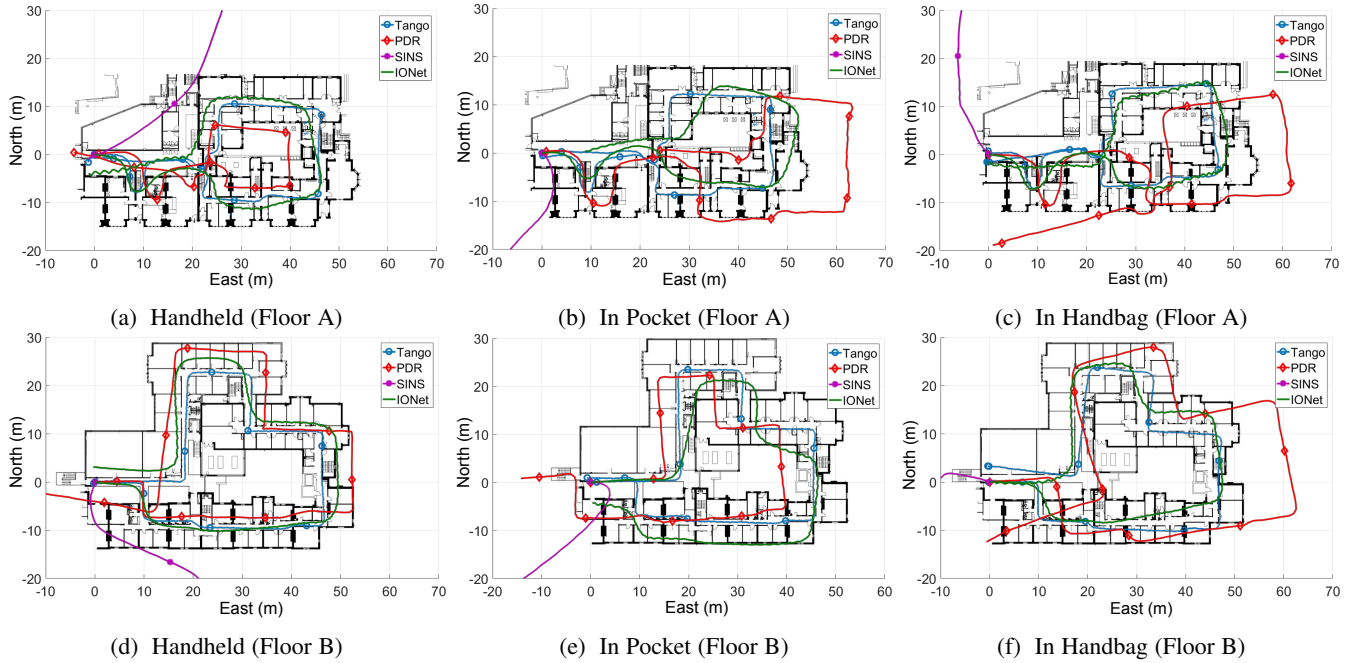 30
20
10
0
-10
-20
North (m)
-10 0 10 20 30 40 50 60 70
East (m)
Tango
PDR
SINS
IONet
(a) Handheld (Floor A)
30
20
10
0
-10
-20
North (m)
-10 0 10 20 30 40 50 60 70
East (m)
Tango
PDR
SINS
IONet
(b) In Pocket (Floor A)
30
20
10
0
-10
-20
North (m)
-10 0 10 20 30 40 50 60 70
East (m)
Tango
PDR
SINS
IONet
(c) In Handbag (Floor A)
30
20
10
0
-10
-20
North (m)
-10 0 10 20 30 40 50 60 70
East (m)
Tango
PDR
SINS
IONet
(d) Handheld (Floor B)
30
20
10
0
-10
-20
North (m)
-20 -10 0 10 20 30 40 50 60 70
East (m)
Tango
PDR
SINS
IONet
(e) In Pocket (Floor B)
30
20
10
0
-10
-20
North (m)
-10 0 10 20 30 40 50 60 70
East (m)
Tango
PDR
SINS
IONet
(f) In Handbag (Floor B)